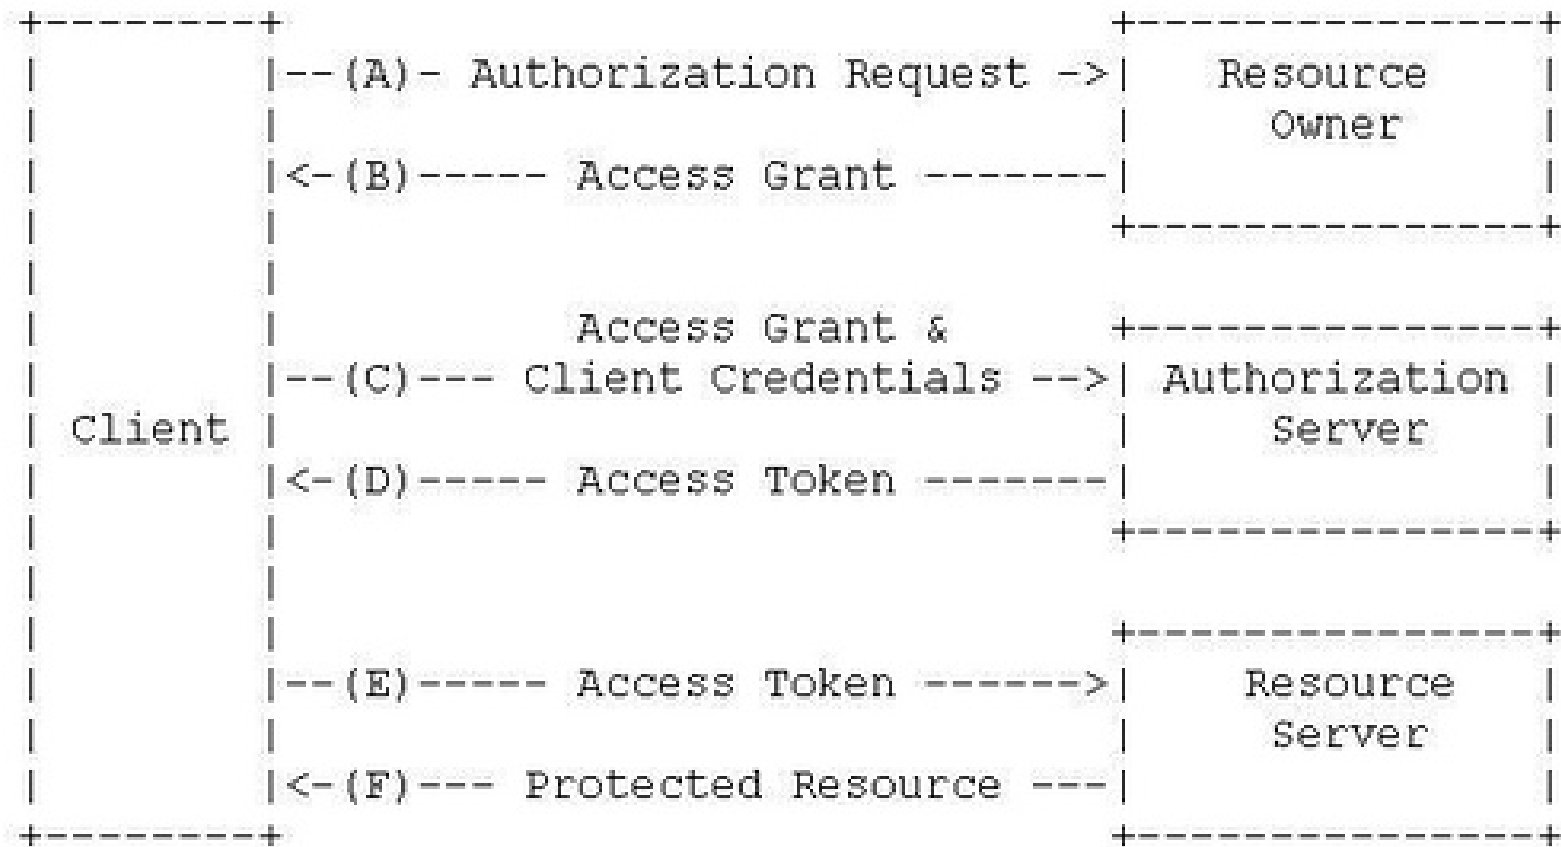 +---------+                               +----------------+
|         |--(A)- Authorization Request ->|    Resource    |
|         |                               |      Owner     |
|         |<-(B)----- Access Grant -------|                |
|         |                               +----------------+
|         |
|         |           Access Grant &      +----------------+
|         |--(C)--- Client Credentials -->| Authorization  |
| Client  |                               |     Server     |
|         |<-(D)----- Access Token -------|                |
|         |                               +----------------+
|         |
|         |                               +----------------+
|         |--(E)----- Access Token ------>|    Resource    |
|         |                               |     Server     |
|         |<-(F)--- Protected Resource ---|                |
+---------+                               +----------------+